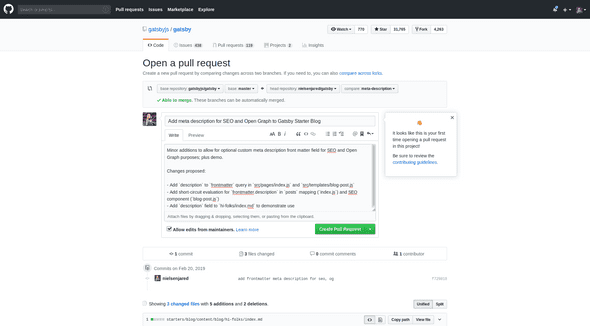 Pull requests Issues Marketplace Explore
gatsbyjs / gatsby
Watch 770 Star 33,795 Fork 4,263
Code Issues Pull requests Projects 2 Insights
Open a pull request
Create a new pull request by comparing changes across two branches. If you need to, you can also compare across forks.
base repository: gatsbyjs/gatsby base: master head repository: nielsenjared/gatsby compare: meta-description
Able to merge. These branches can be automatically merged.
Add meta description for SEO and Open Graph to Gatsby Starter Blog
Write Preview
Minor additions to allow for optional custom meta description front matter field for SEO and Open
Graph purposes; plus demo.
Changes proposed:
- Add `description` to `frontmatter` query in `src/pages/index.js` and `src/templates/blog-post.js`
- Add short-circuit evaluation for `frontmatter.description` in `posts` mapping (`index.js`) and SEO
component (`blog-post.js`)
- Add `description` field to `hi-folks/index.md` to demonstrate use
Attach files by dragging & dropping, selecting them, or pasting from the clipboard.
Allow edits from maintainers. Learn more
Create Pull Request
It looks like this is your first
time opening a pull request
in this project!
Be sure to review the
contributing guidelines.
1 commit 3 files changed 0 commit comments 1 contributor
Commits on Feb 20, 2019
nielsenjared add frontmatter meta description for seo, og
Showing 3 changed files with 5 additions and 2 deletions
Unified Split
1 starters/blog/content/blog/hi-folks/index.md
Copy path View file